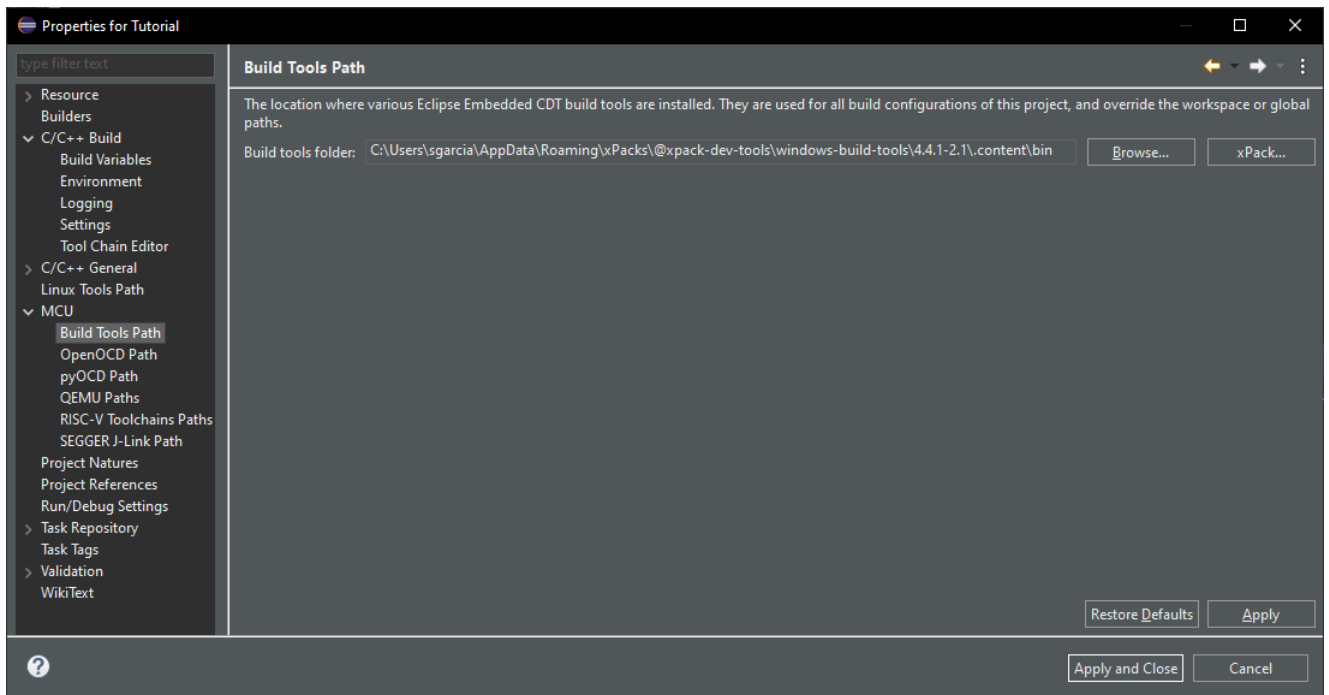 Properties for Tutorial
type filter text
Resource
Builders
C/C++ Build
Build Variables
Environment
Logging
Settings
Tool Chain Editor
C/C++ General
Linux Tools Path
MCU
Build Tools Path
OpenOCD Path
pyOCD Path
QEMU Paths
RISC-V Toolchains Paths
SEGGER J-Link Path
Project Natures
Project References
Run/Debug Settings
Task Repository
Task Tags
Validation
WikiText
Build Tools Path
The location where various Eclipse Embedded CDT build tools are installed. They are used for all build configurations of this project, and override the workspace or global
paths.
Build tools folder: C:\Users\sgarcia\AppData\Roaming\xPacks\@xpack-dev-tools\windows-build-tools\4.4.1-2.1\.content\bin Browse... xPack...
Restore Defaults Apply
Apply and Close Cancel